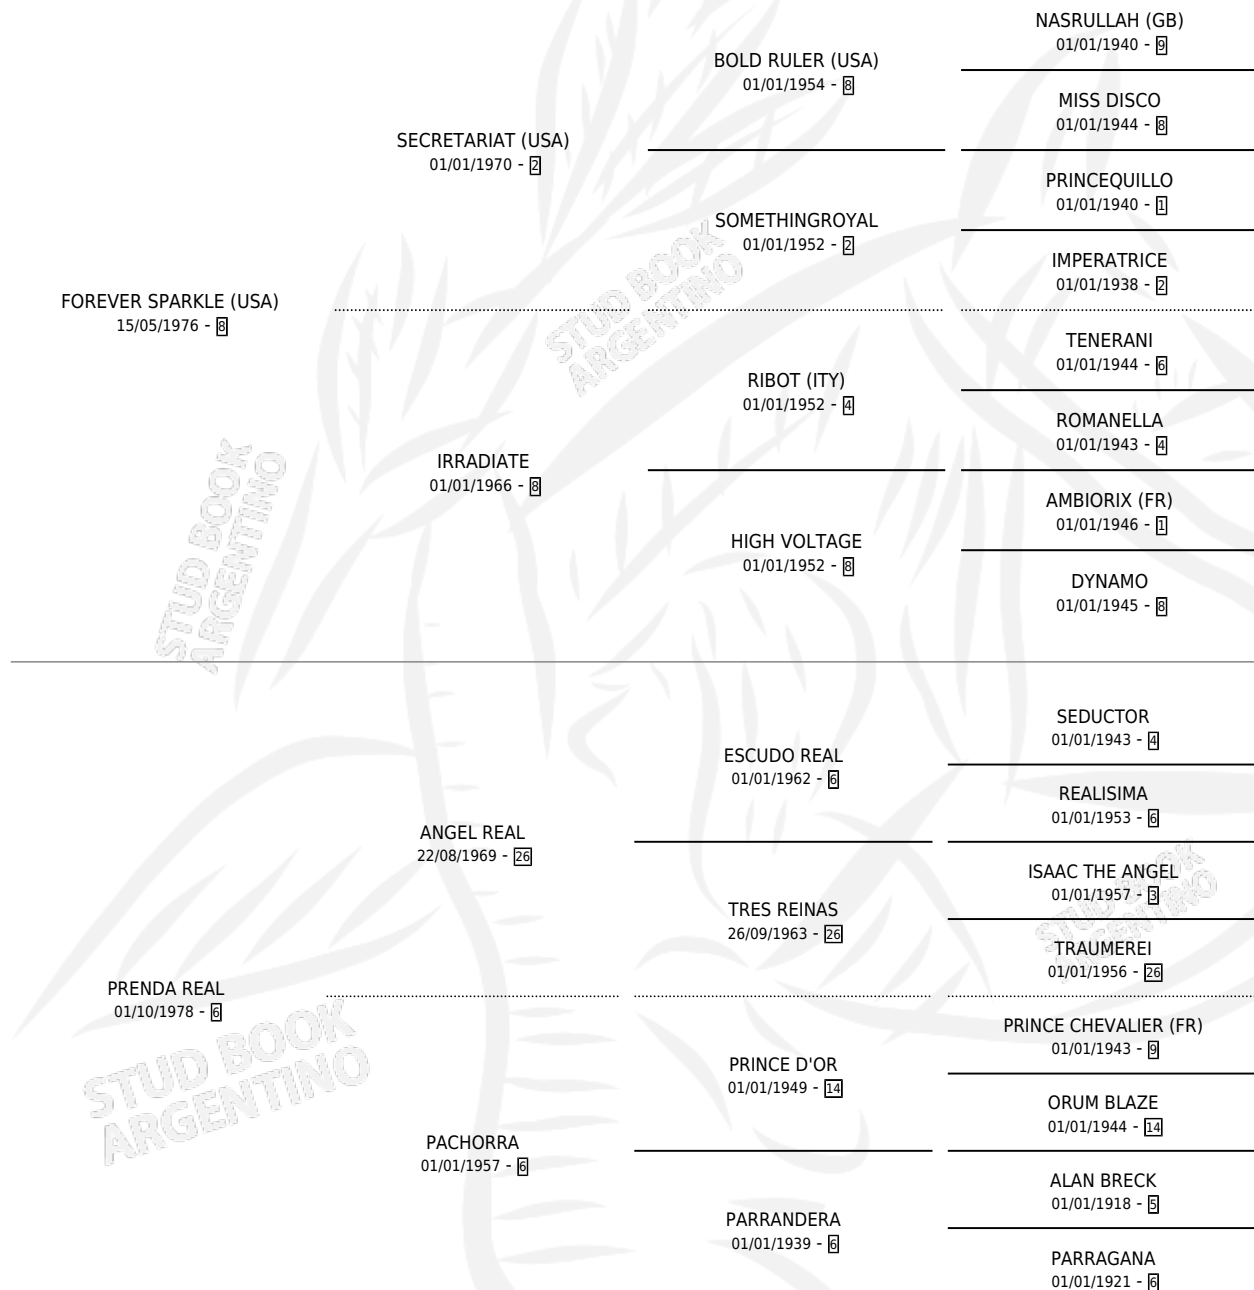 NASRULLAH (GB)
01/01/1940 - 9
BOLD RULER (USA)
01/01/1954 - 8
MISS DISCO
01/01/1944 - 8
SECRETARIAT (USA)
01/01/1970 - 2
PRINCEQUILLO
01/01/1940 - 1
SOMETHINGROYAL
01/01/1952 - 2
IMPERATRICE
01/01/1938 - 2
FOREVER SPARKLE (USA)
15/05/1976 - 8
TENERANI
01/01/1944 - 6
RIBOT (ITY)
01/01/1952 - 4
ROMANELLA
01/01/1943 - 4
IRRADIATE
01/01/1966 - 8
AMBIORIX (FR)
01/01/1946 - 1
HIGH VOLTAGE
01/01/1952 - 8
DYNAMO
01/01/1945 - 8
SEDUCTOR
01/01/1943 - 4
ESCUDO REAL
01/01/1962 - 6
REALISIMA
01/01/1953 - 6
ANGEL REAL
22/08/1969 - 26
ISAAC THE ANGEL
01/01/1957 - 3
TRES REINAS
26/09/1963 - 26
TRAUMEREI
01/01/1956 - 26
PRENDA REAL
01/10/1978 - 6
PRINCE CHEVALIER (FR)
01/01/1943 - 9
PRINCE D'OR
01/01/1949 - 14
ORUM BLAZE
01/01/1944 - 14
PACHORRA
01/01/1957 - 6
ALAN BRECK
01/01/1918 - 5
PARRANDERA
01/01/1939 - 6
PARRAGANA
01/01/1921 - 6
STUD BOOK
ARGENTINO
STUD BOOK
ARGENTINO
STUD BOOK
ARGENTINO
STUD BOOK
ARGENTINO